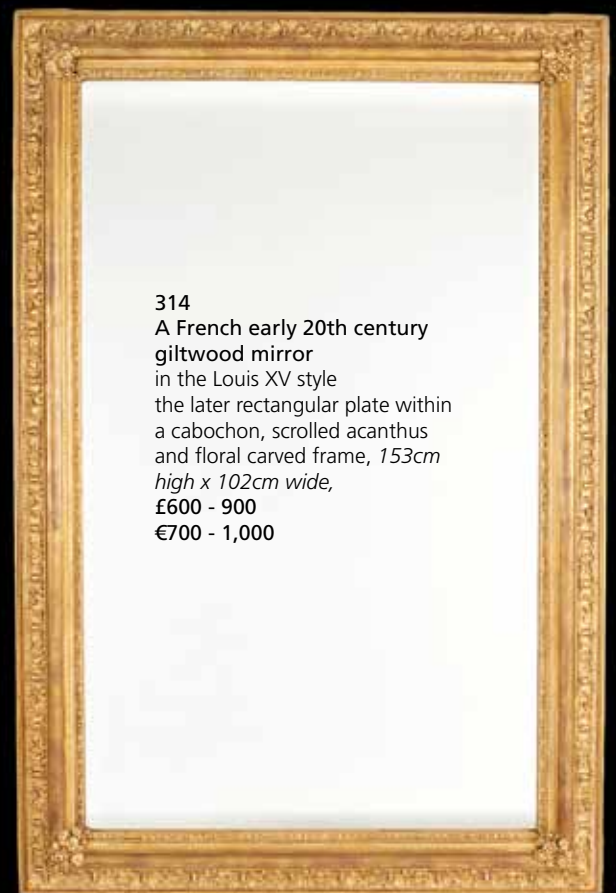 314
A French early 20th century
giltwood mirror
in the Louis XV style
the later rectangular plate within
a cabochon, scrolled acanthus
and floral carved frame, 153cm
high x 102cm wide,
£600 - 900
€700 - 1,000